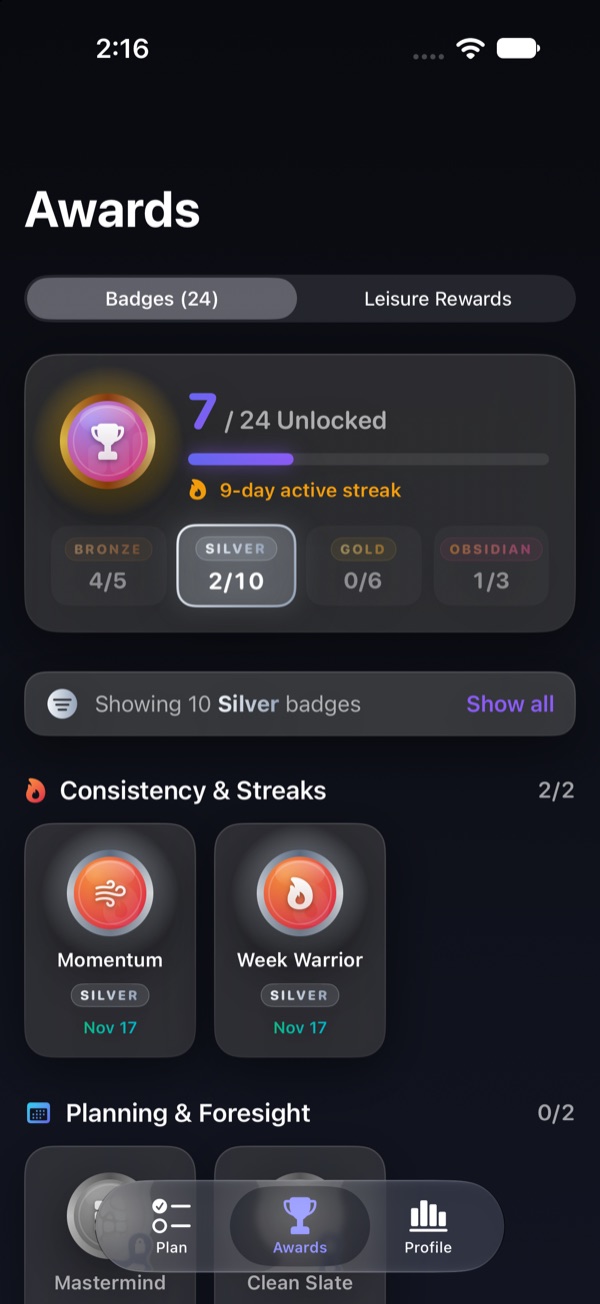 2:16
Awards
Badges (24)
Leisure Rewards
7 / 24 Unlocked
9-day active streak
BRONZE
4/5
SILVER
2/10
GOLD
0/6
OBSIDIAN
1/3
Showing 10 Silver badges
Show all
Consistency & Streaks
2/2
Momentum
SILVER
Nov 17
Week Warrior
SILVER
Nov 17
Planning & Foresight
0/2
Mastermind
Clean Slate
Plan
Awards
Profile